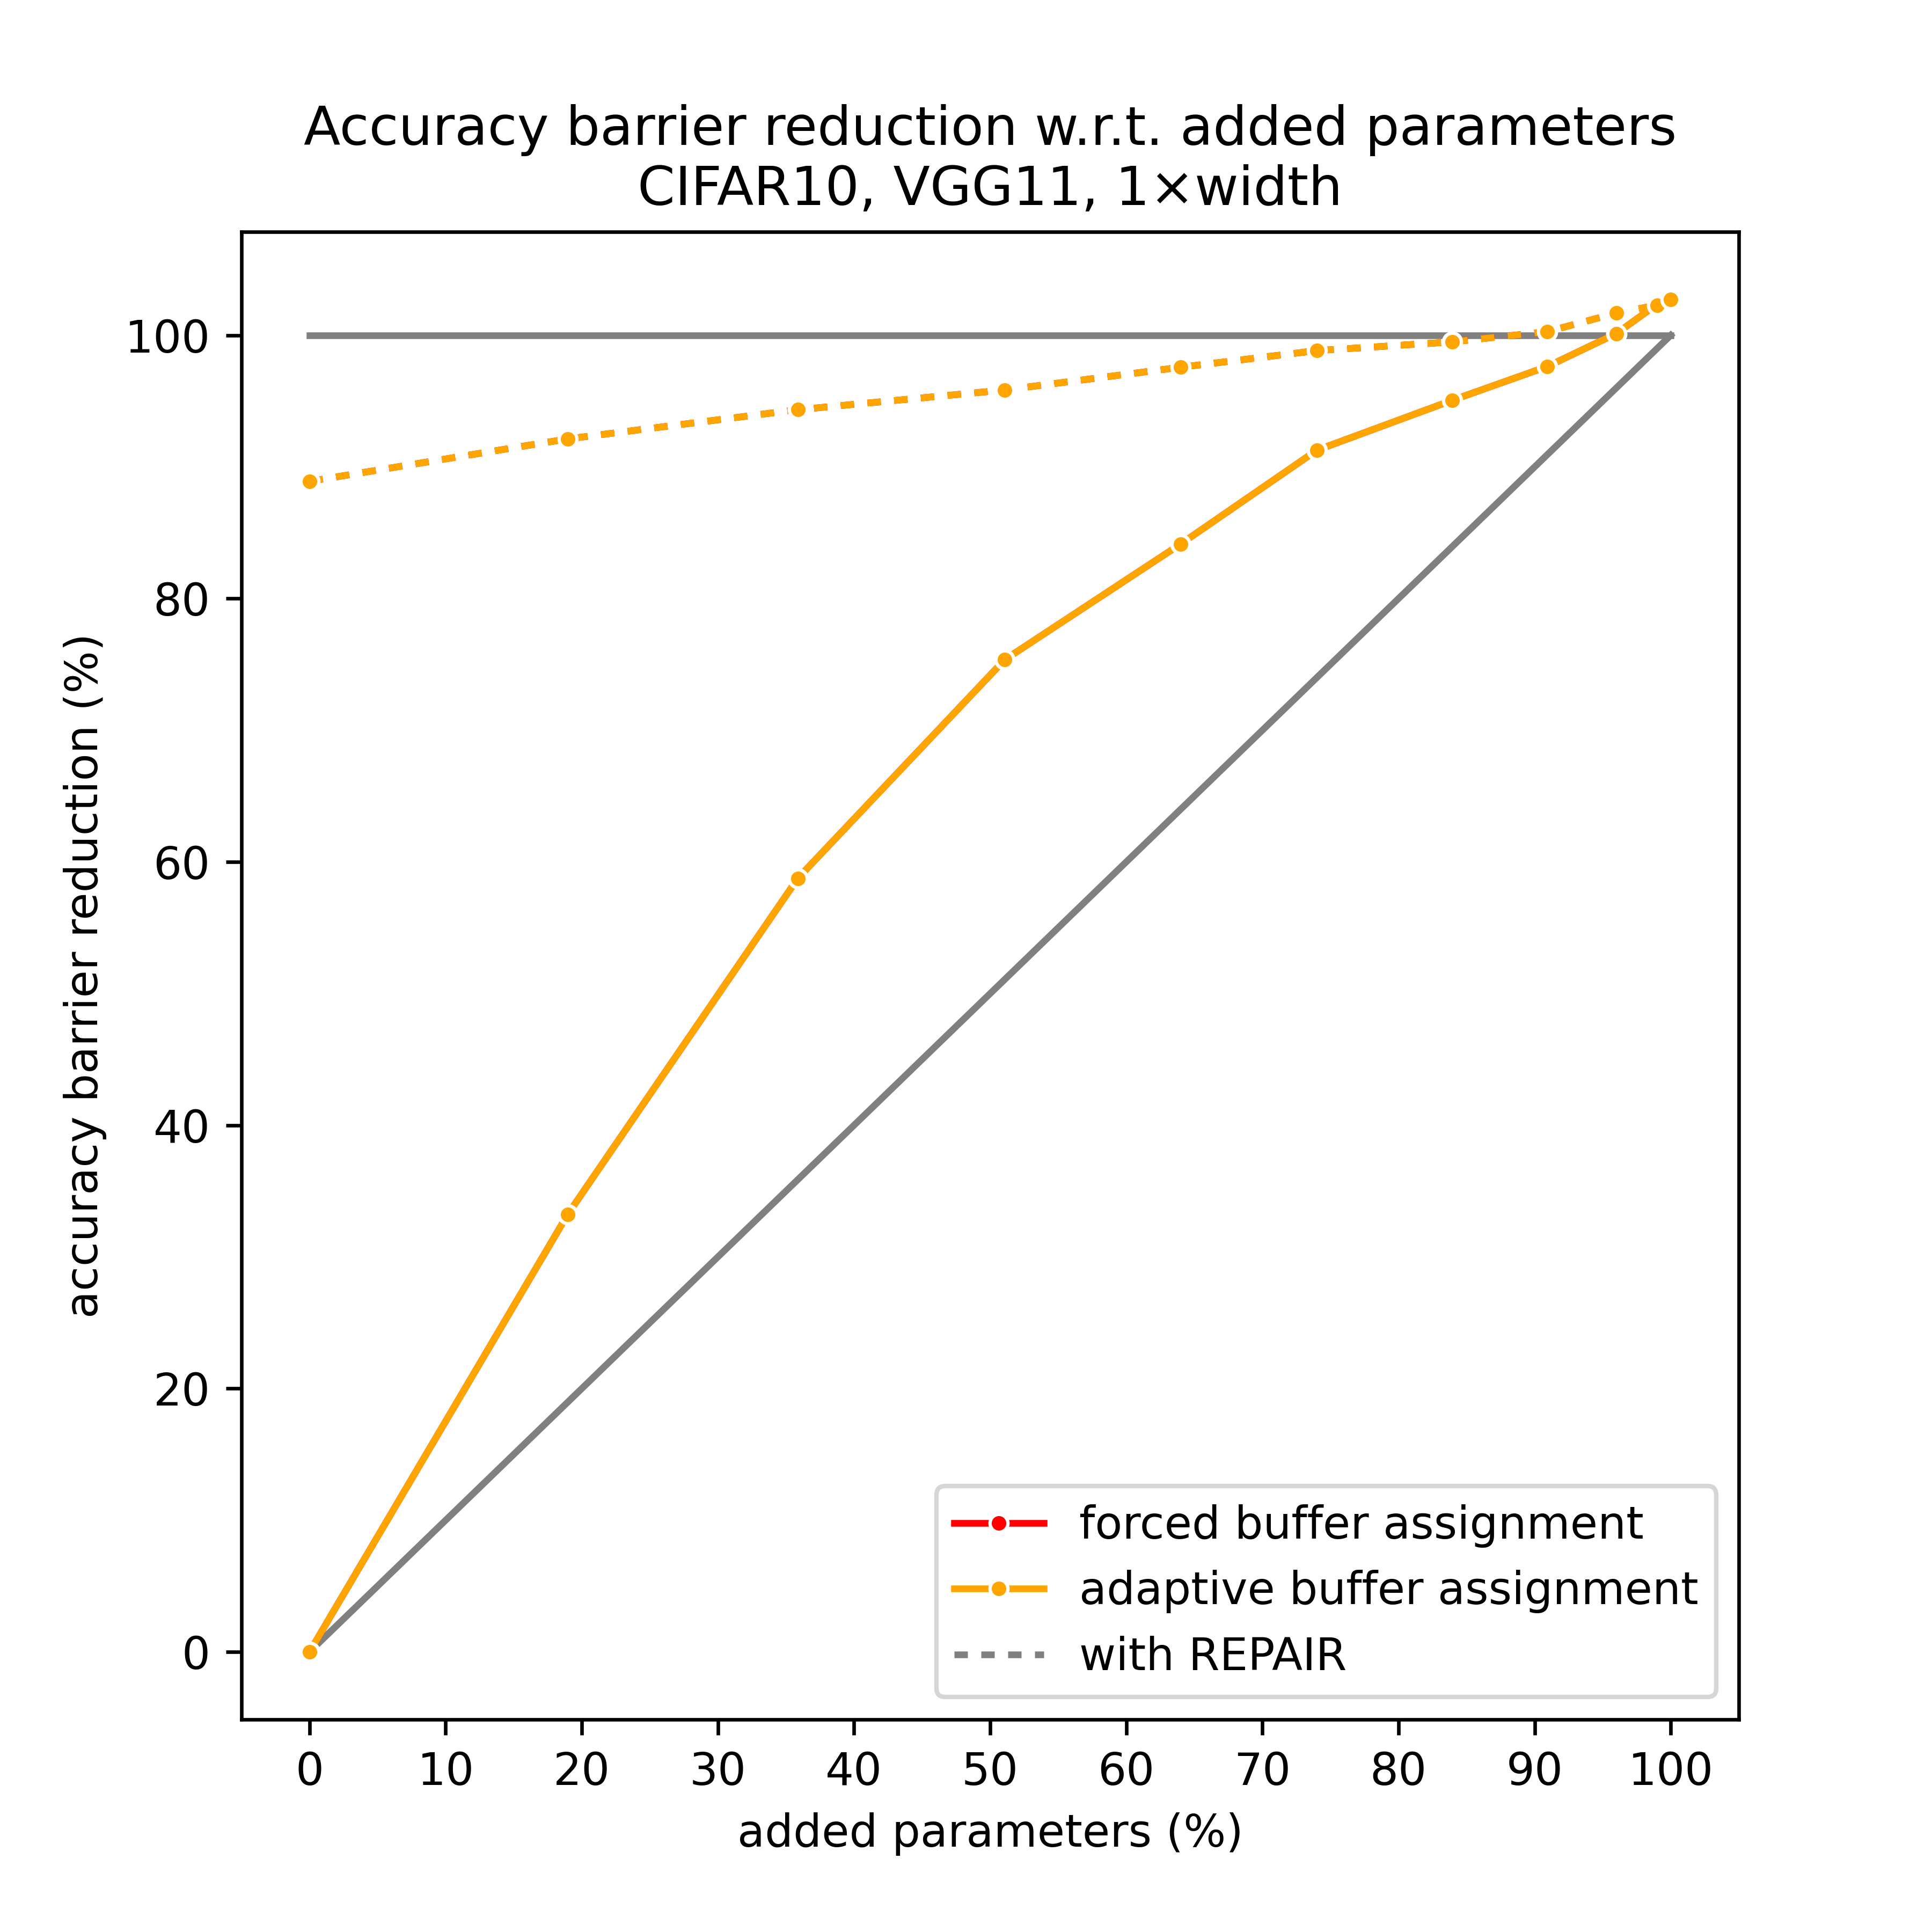 Accuracy barrier reduction w.r.t. added parameters
CIFAR10, VGG11, 1×width
accuracy barrier reduction (%)
100
80
60
40
20
0
forced buffer assignment
adaptive buffer assignment
with REPAIR
0 10 20 30 40 50 60 70 80 90 100
added parameters (%)